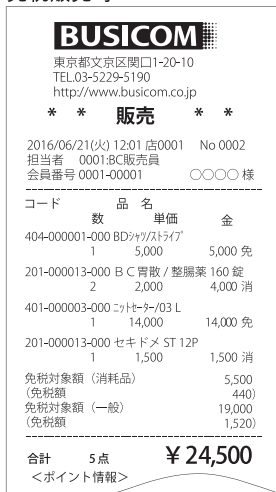 BUSICOM
東京都文京区関口1-20-10
TEL.03-5229-5190
http://www.busicom.co.jp
* * 販売 * *
2016/06/21(火) 12:01 店0001 No 0002
担当者 0001:BC販売員
会員番号 0001-00001 〇〇〇〇 様
コード 品 名
数 単価 金
404-000001-000 BDシャツ/ストライプ
1 5,000 5,000 免
201-000013-000 ＢＣ胃散 / 整腸薬 160 錠
2 2,000 4,000 消
401-000003-000 ニットセーター/03 L
1 14,000 14,000 免
201-000013-000 セキドメ ST 12P
1 1,500 1,500 消
免税対象額（消耗品） 5,500
(免税額 440)
免税対象額（一般） 19,000
(免税額 1,520)
合計 5点 ￥24,500
＜ポイント情報＞